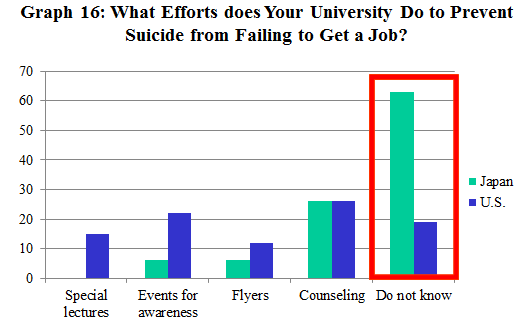 Graph 16: What Efforts does Your University Do to Prevent
Suicide from Failing to Get a Job?
70
60
50
40
30
20
10
0
Special
lectures
Events for
awareness
Flyers
Counseling
Do not know
Japan
U.S.